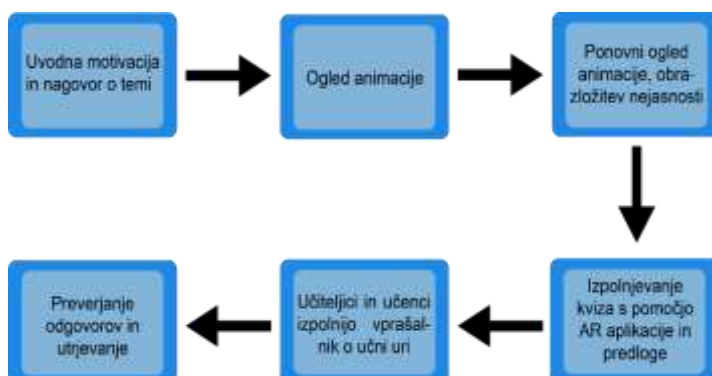 Uvodna motivacija
in nagovor o temi
Ogled animacije
Ponovni ogled
animacije, obra-
zložitev nejasnosti
Izpolnjevanje
kviza s pomočjo
AR aplikacije in
predloge
Učiteljici in učenci
izpolnijo vprašal-
nik o učni uri
Preverjanje
odgovorov in
utrjevanje